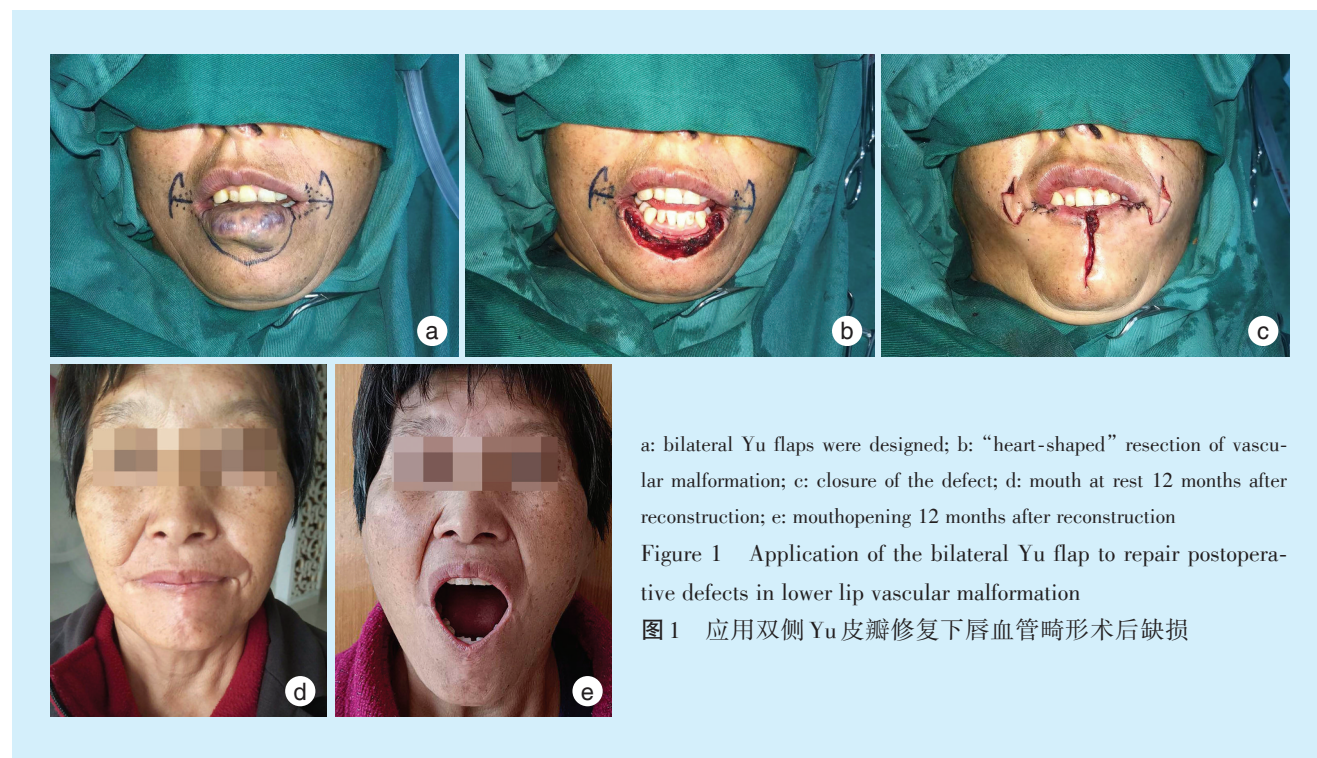 a
b
c
d
e
a: bilateral Yu flaps were designed; b: “heart-shaped” resection of vascu-
lar malformation; c: closure of the defect; d: mouth at rest 12 months after
reconstruction; e: mouthopening 12 months after reconstruction
Figure 1 Application of the bilateral Yu flap to repair postopera-
tive defects in lower lip vascular malformation
图1 应用双侧Yu皮瓣修复下唇血管畸形术后缺损